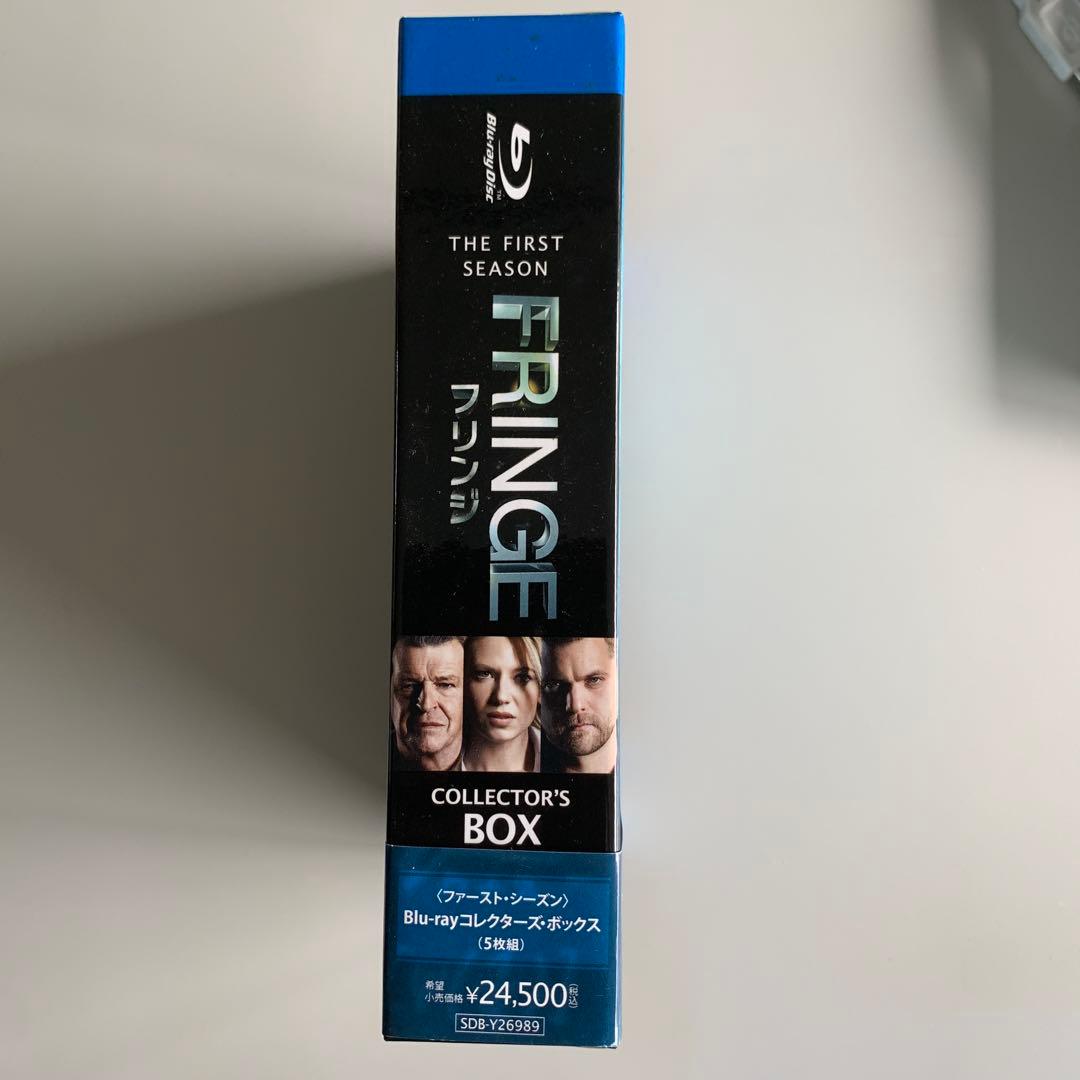 Blu-ray Disc™
THE FIRST
SEASON
FRINGE
フリンジ
COLLECTOR'S
BOX
〈ファースト・シーズン〉
Blu-rayコレクターズ・ボックス
(5枚組)
希望
小売価格 ¥24,500(税込)
SDB-Y26989